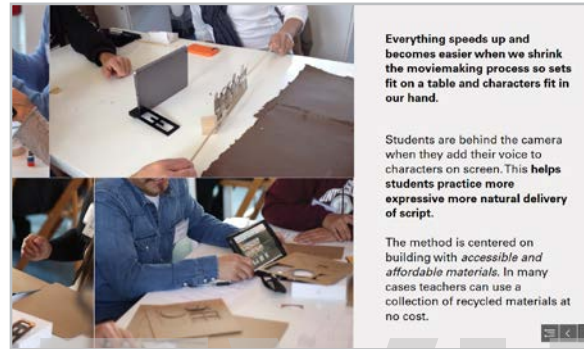 Everything speeds up and
becomes easier when we shrink
the moviemaking process so sets
fit on a table and characters fit in
our hand.
Students are behind the camera
when they add their voice to
characters on screen. This helps
students practice more
expressive more natural delivery
of script.
The method is centered on
building with accessible and
affordable materials. In many
cases teachers can use a
collection of recycled materials at
no cost.